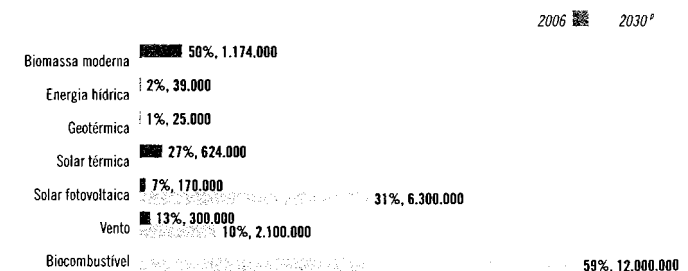 2006 2030 p
Biomassa moderna 50%, 1.174.000
Energia hídrica 2%, 39.000
Geotérmica 1%, 25.000
Solar térmica 27%, 624.000
Solar fotovoltaica 7%, 170.000
31%, 6.300.000
Vento 13%, 300.000
10%, 2.100.000
Biocombustível 59%, 12.000.000